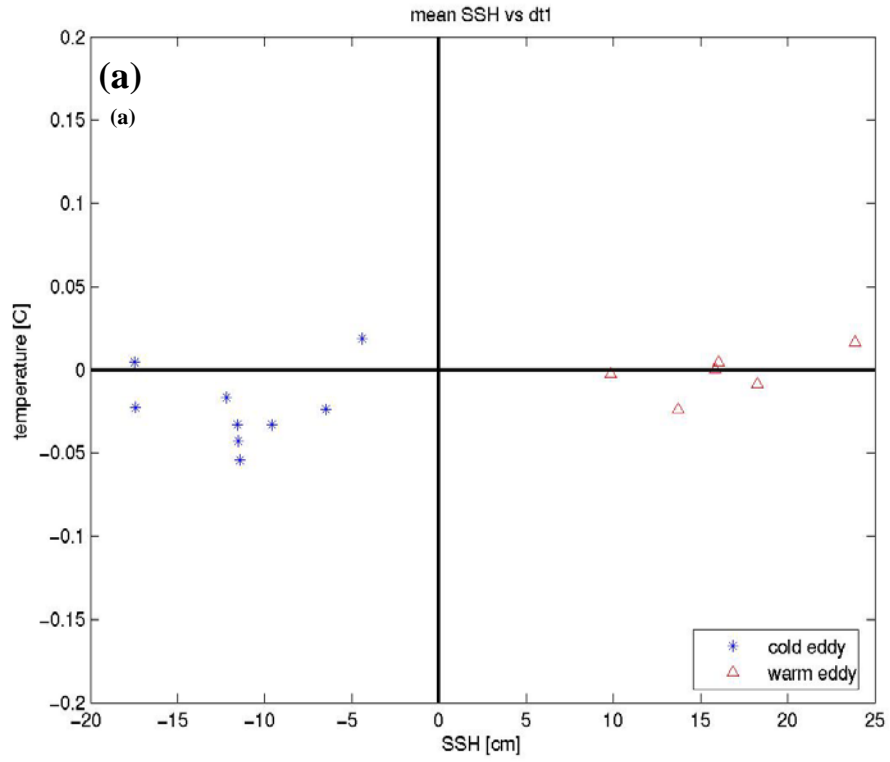 mean SSH vs dt1
(a)
(a)
0.2
0.15
0.1
0.05
0
−0.05
−0.1
−0.15
−0.2
temperature [C]
cold eddy
warm eddy
−20 −15 −10 −5 0 5 10 15 20 25
SSH [cm]